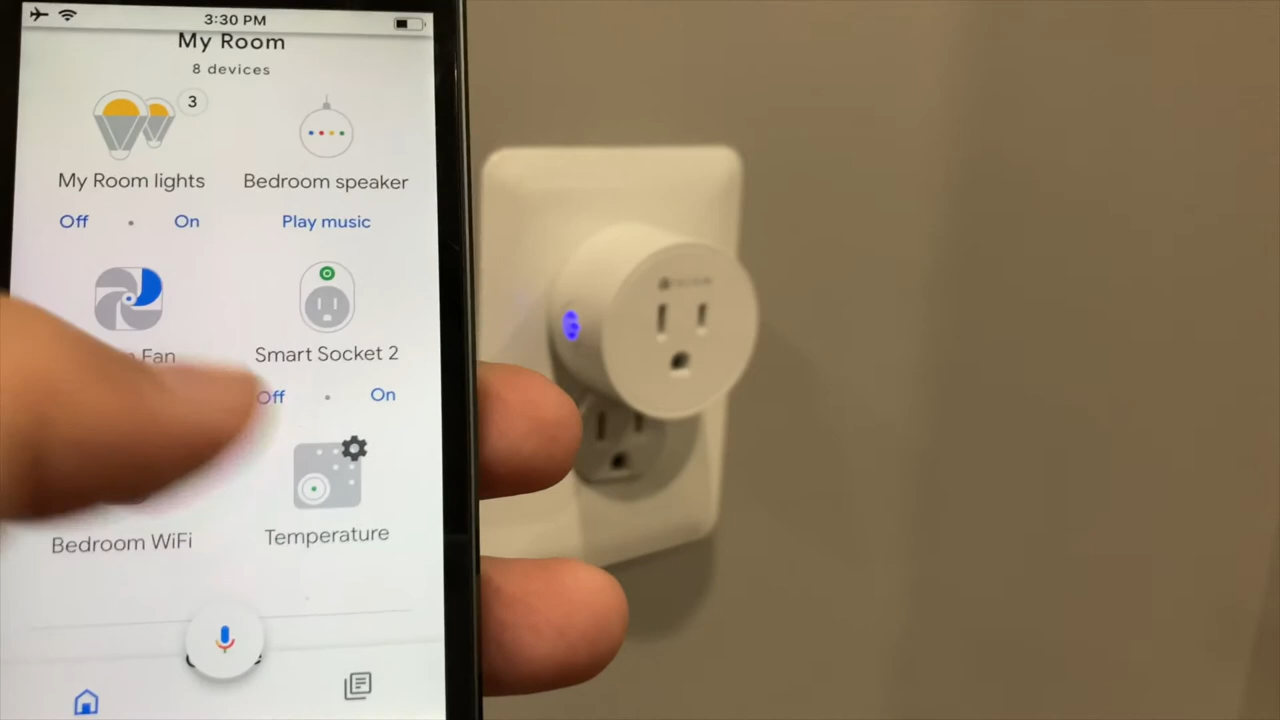 3:30 PM
My Room
8 devices
3
My Room lights
Bedroom speaker
Off • On
Play music
Fan
Smart Socket 2
Off • On
Bedroom WiFi
Temperature